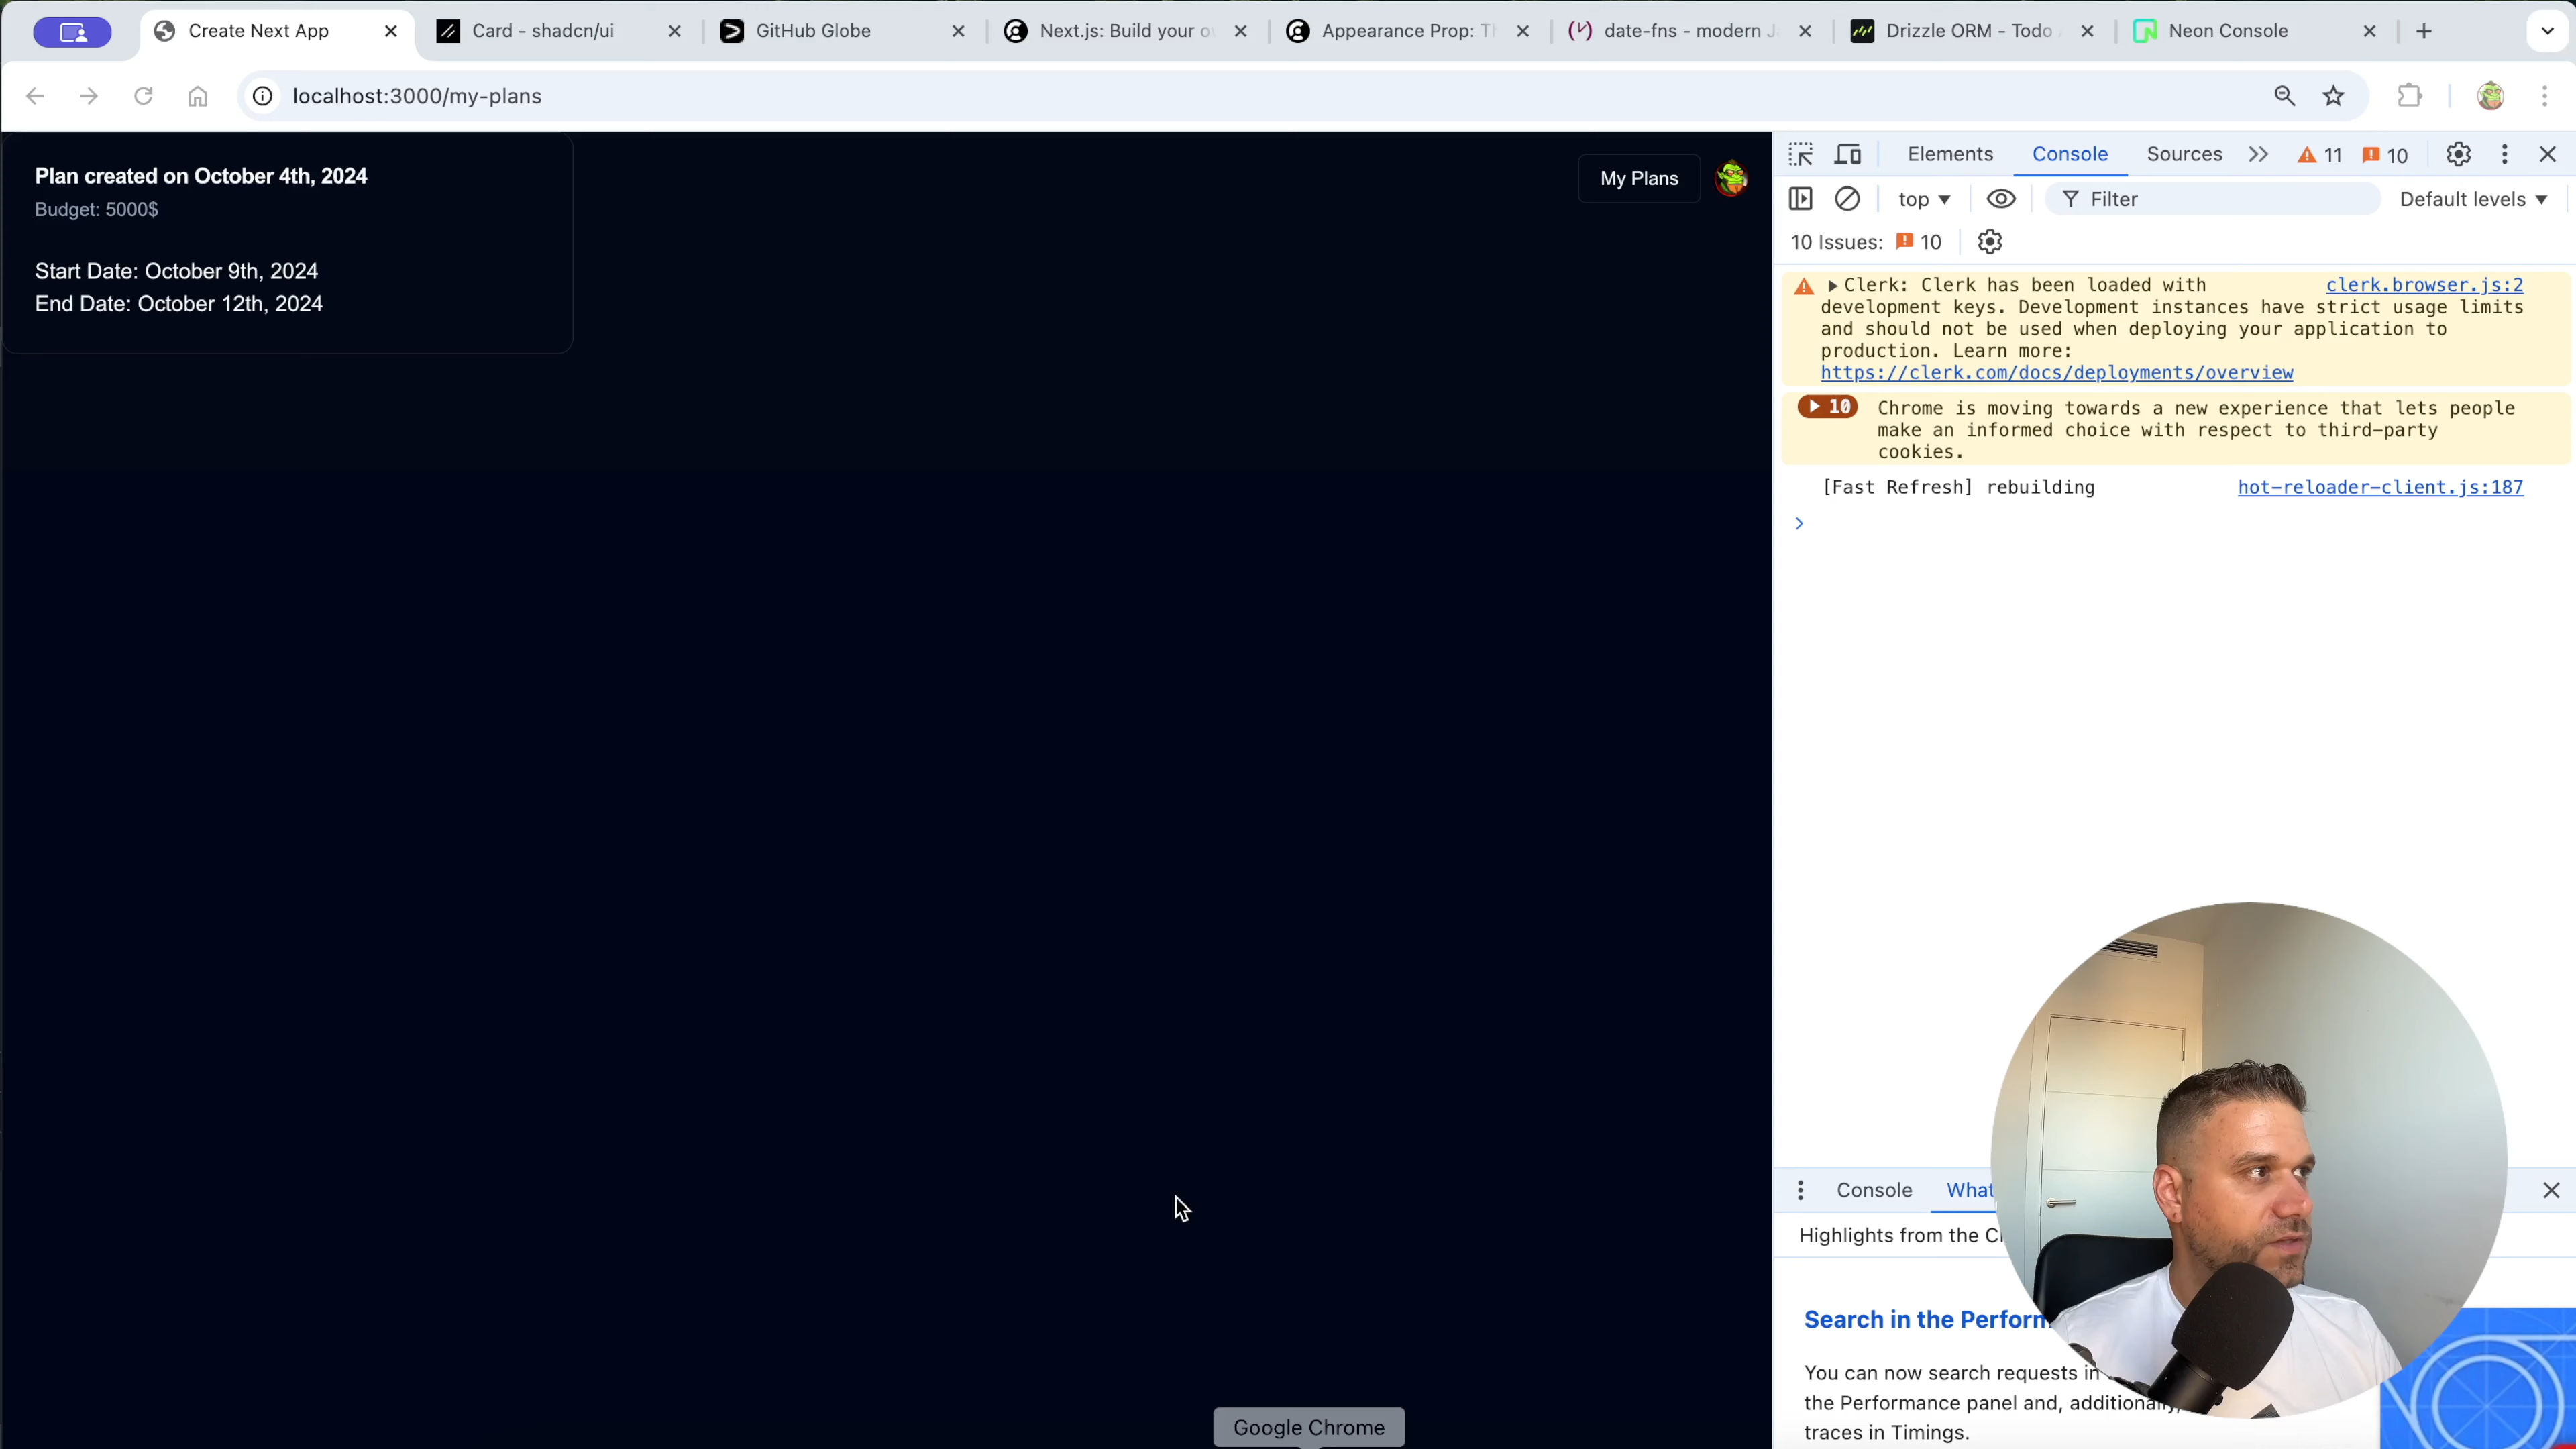 Create Next App
Card - shadcn/ui
GitHub Globe
Next.js: Build your o
Appearance Prop: T
date-fns - modern J
Drizzle ORM - Todo
Neon Console
localhost:3000/my-plans
Plan created on October 4th, 2024
Budget: 5000$
Start Date: October 9th, 2024
End Date: October 12th, 2024
My Plans
Elements
Console
Sources
11
10
top
Filter
Default levels
10 Issues:
10
Clerk: Clerk has been loaded with
clerk.browser.js:2
development keys. Development instances have strict usage limits
and should not be used when deploying your application to
production. Learn more:
https://clerk.com/docs/deployments/overview
10
Chrome is moving towards a new experience that lets people
make an informed choice with respect to third-party
cookies.
[Fast Refresh] rebuilding
hot-reloader-client.js:187
Console
What
Highlights from the C
Search in the Perforn
You can now search requests in
the Performance panel and, additionally,
traces in Timings.
Google Chrome